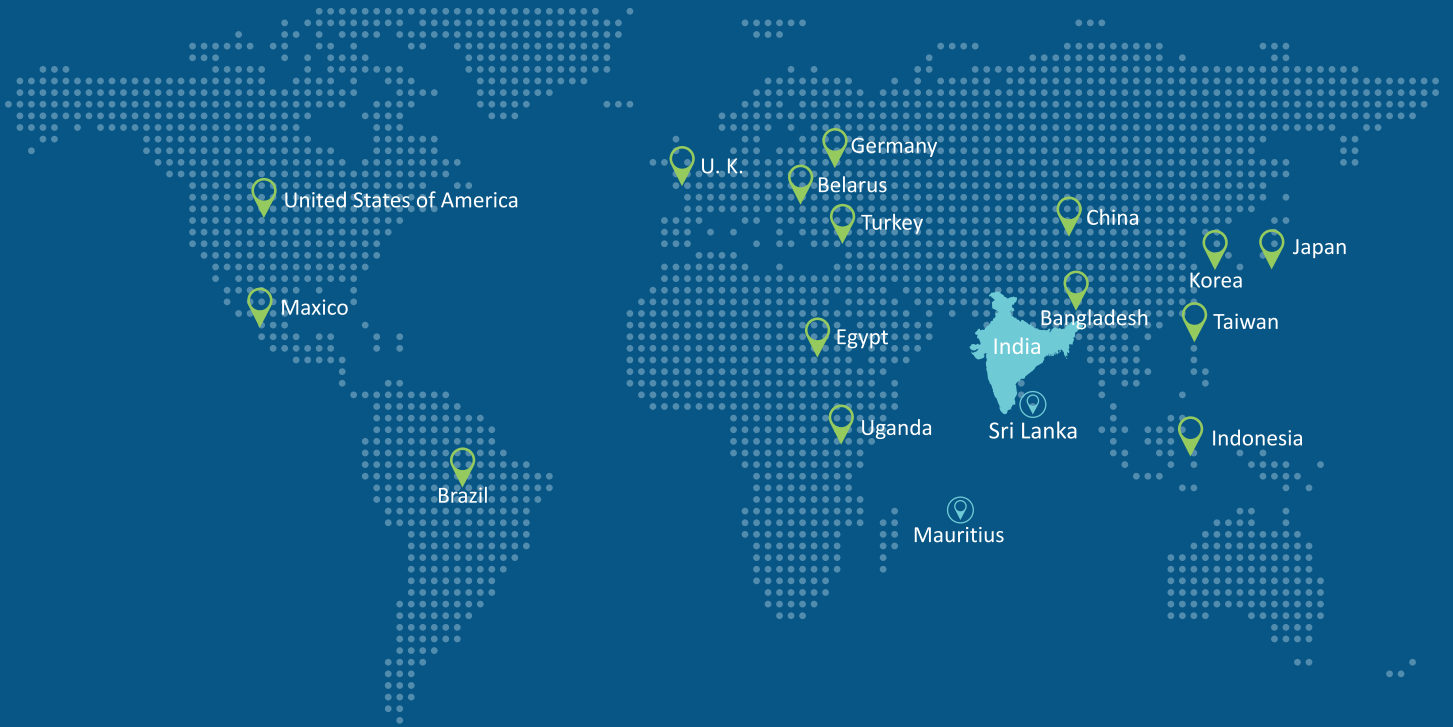 Germany
U. K.
Belarus
United States of America
China
Turkey
Japan
Korea
Maxico
Bangladesh
Taiwan
Egypt
India
Uganda
Sri Lanka
Indonesia
Brazil
Mauritius